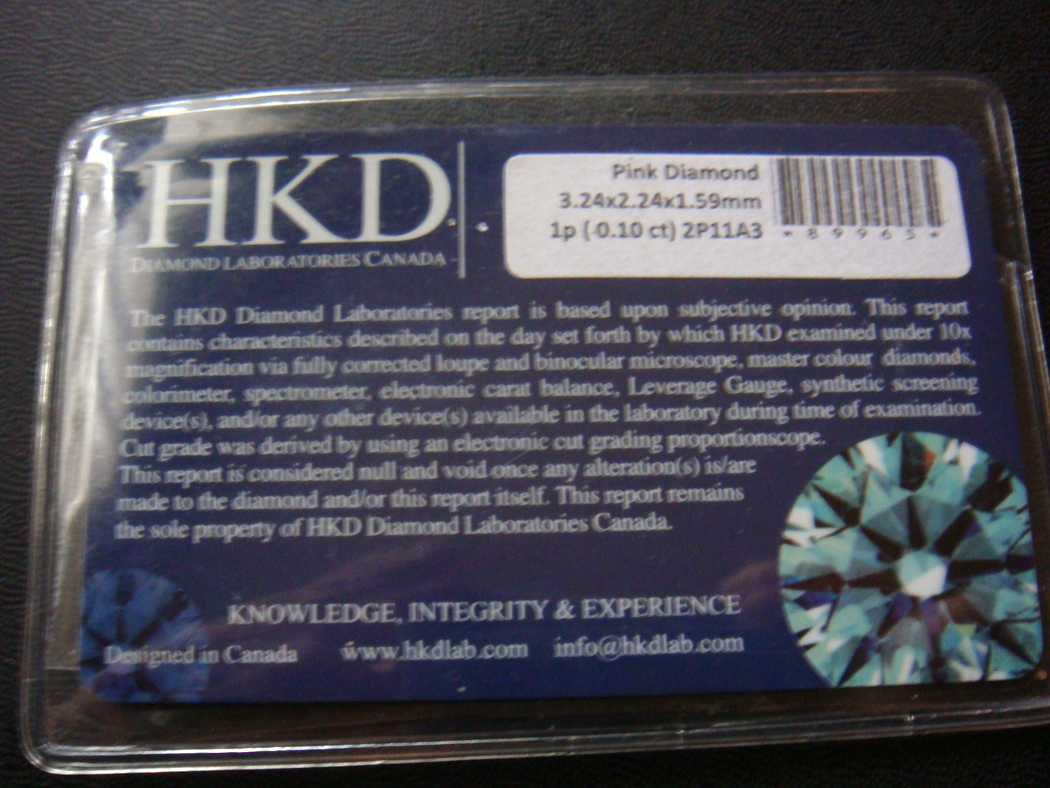 HKD
DIAMOND LABORATORIES CANADA
Pink Diamond
3.24x2.24x1.59mm
1p (-0.10 ct) 2P11A3
*89965*
The HKD Diamond Laboratories report is based upon subjective opinion. This report
contains characteristics described on the day set forth by which HKD examined under 10x
magnification via fully corrected loupe and binocular microscope, master colour diamonds,
colorimeter, spectrometer, electronic carat balance, Leverage Gauge, synthetic screening
device(s), and/or any other device(s) available in the laboratory during time of examination.
Cut grade was derived by using an electronic cut grading proportionscope.
This report is considered null and void once any alteration(s) is/are
made to the diamond and/or this report itself. This report remains
the sole property of HKD Diamond Laboratories Canada.
KNOWLEDGE, INTEGRITY & EXPERIENCE
Designed in Canada www.hkdlab.com info@hkdlab.com